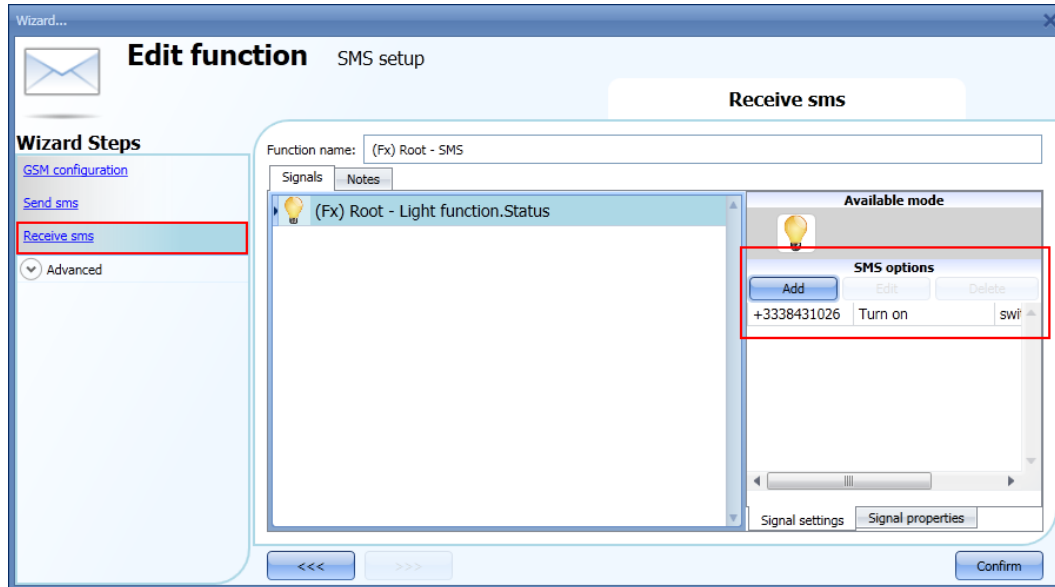 Wizard...
Edit function SMS setup
Receive sms
Wizard Steps
GSM configuration
Send sms
Receive sms
Advanced
Function name: (Fx) Root - SMS
Signals Notes
(Fx) Root - Light function.Status
Available mode
SMS options
Add Edit Delete
+3338431026 Turn on swi
Signal settings Signal properties
<<< >>> Confirm